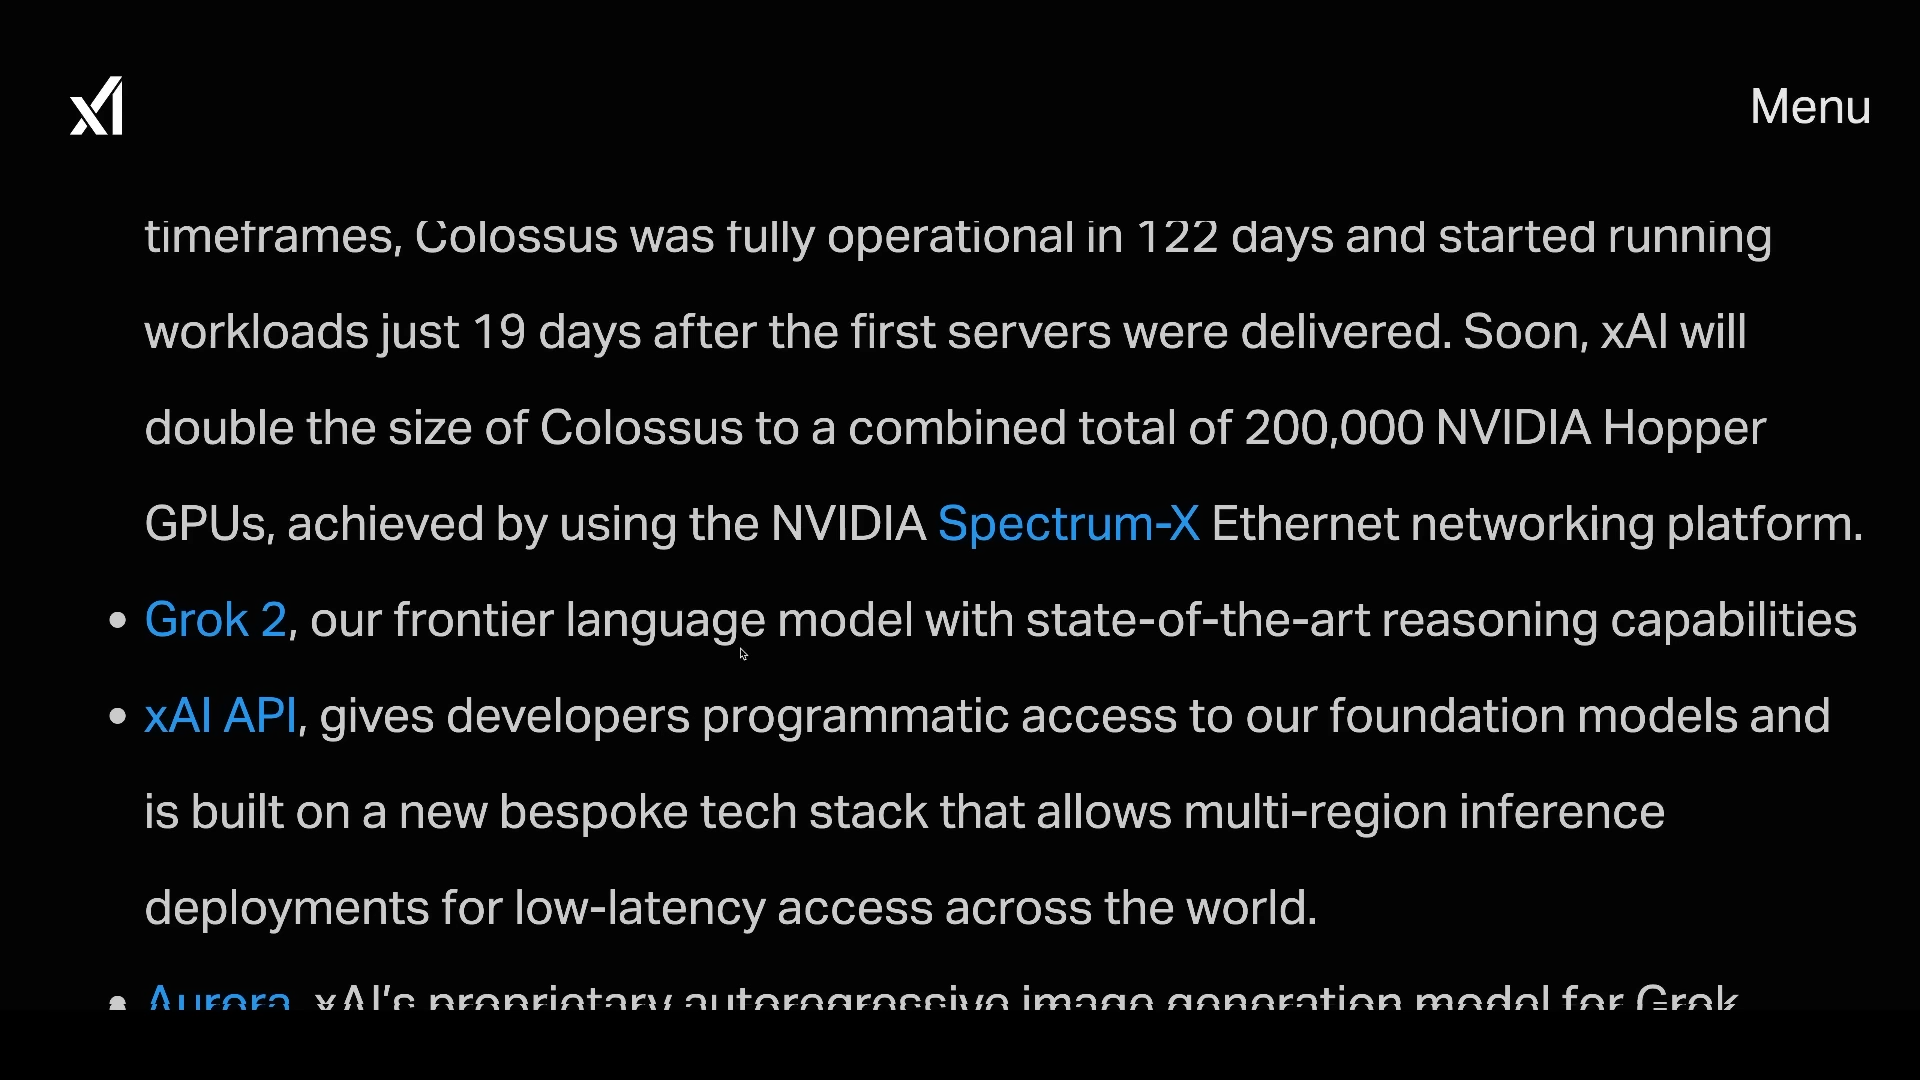 xI
Menu
timeframes, Colossus was fully operational in 122 days and started running
workloads just 19 days after the first servers were delivered. Soon, xAI will
double the size of Colossus to a combined total of 200,000 NVIDIA Hopper
GPUs, achieved by using the NVIDIA Spectrum-X Ethernet networking platform.
• Grok 2, our frontier language model with state-of-the-art reasoning capabilities
• xAI API, gives developers programmatic access to our foundation models and
is built on a new bespoke tech stack that allows multi-region inference
deployments for low-latency access across the world.
• Aurora, xAI's proprietary autoregressive image generation model for Grok